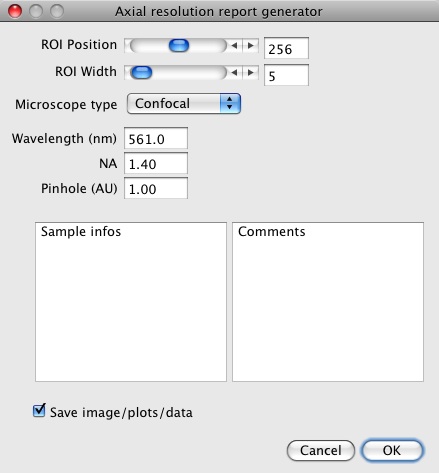 Axial resolution report generator
ROI Position 256
ROI Width 5
Microscope type Confocal
Wavelength (nm) 561.0
NA 1.40
Pinhole (AU) 1.00
Sample infos Comments
Save image/plots/data
Cancel OK